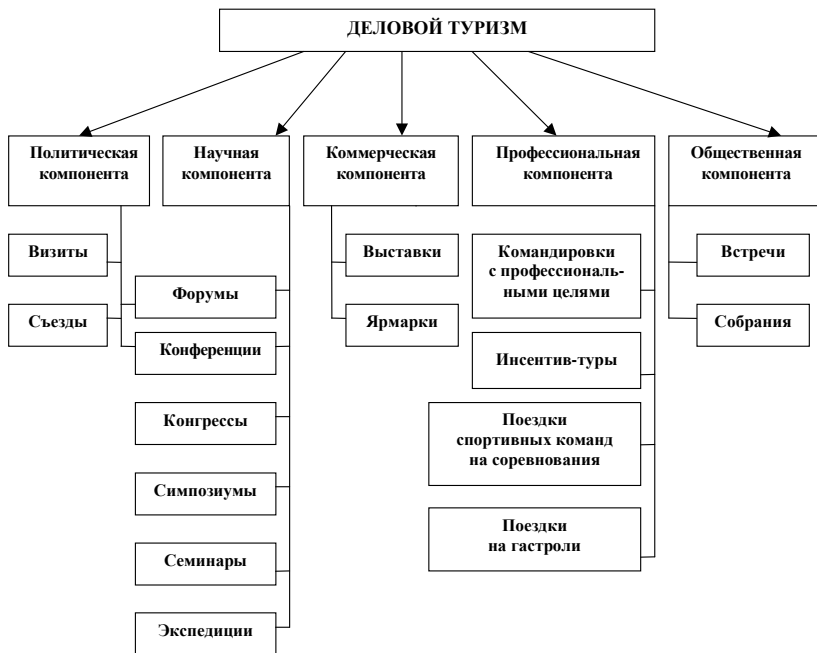 ДЕЛОВОЙ ТУРИЗМ
Политическая
компонента
Научная
компонента
Коммерческая
компонента
Профессиональная
компонента
Общественная
компонента
Визиты
Съезды
Форумы
Конференции
Конгрессы
Симпозиумы
Семинары
Экспедиции
Выставки
Ярмарки
Командировки
с профессиональ-
ными целями
Инсентив-туры
Поездки
спортивных команд
на соревнования
Поездки
на гастроли
Встречи
Собрания